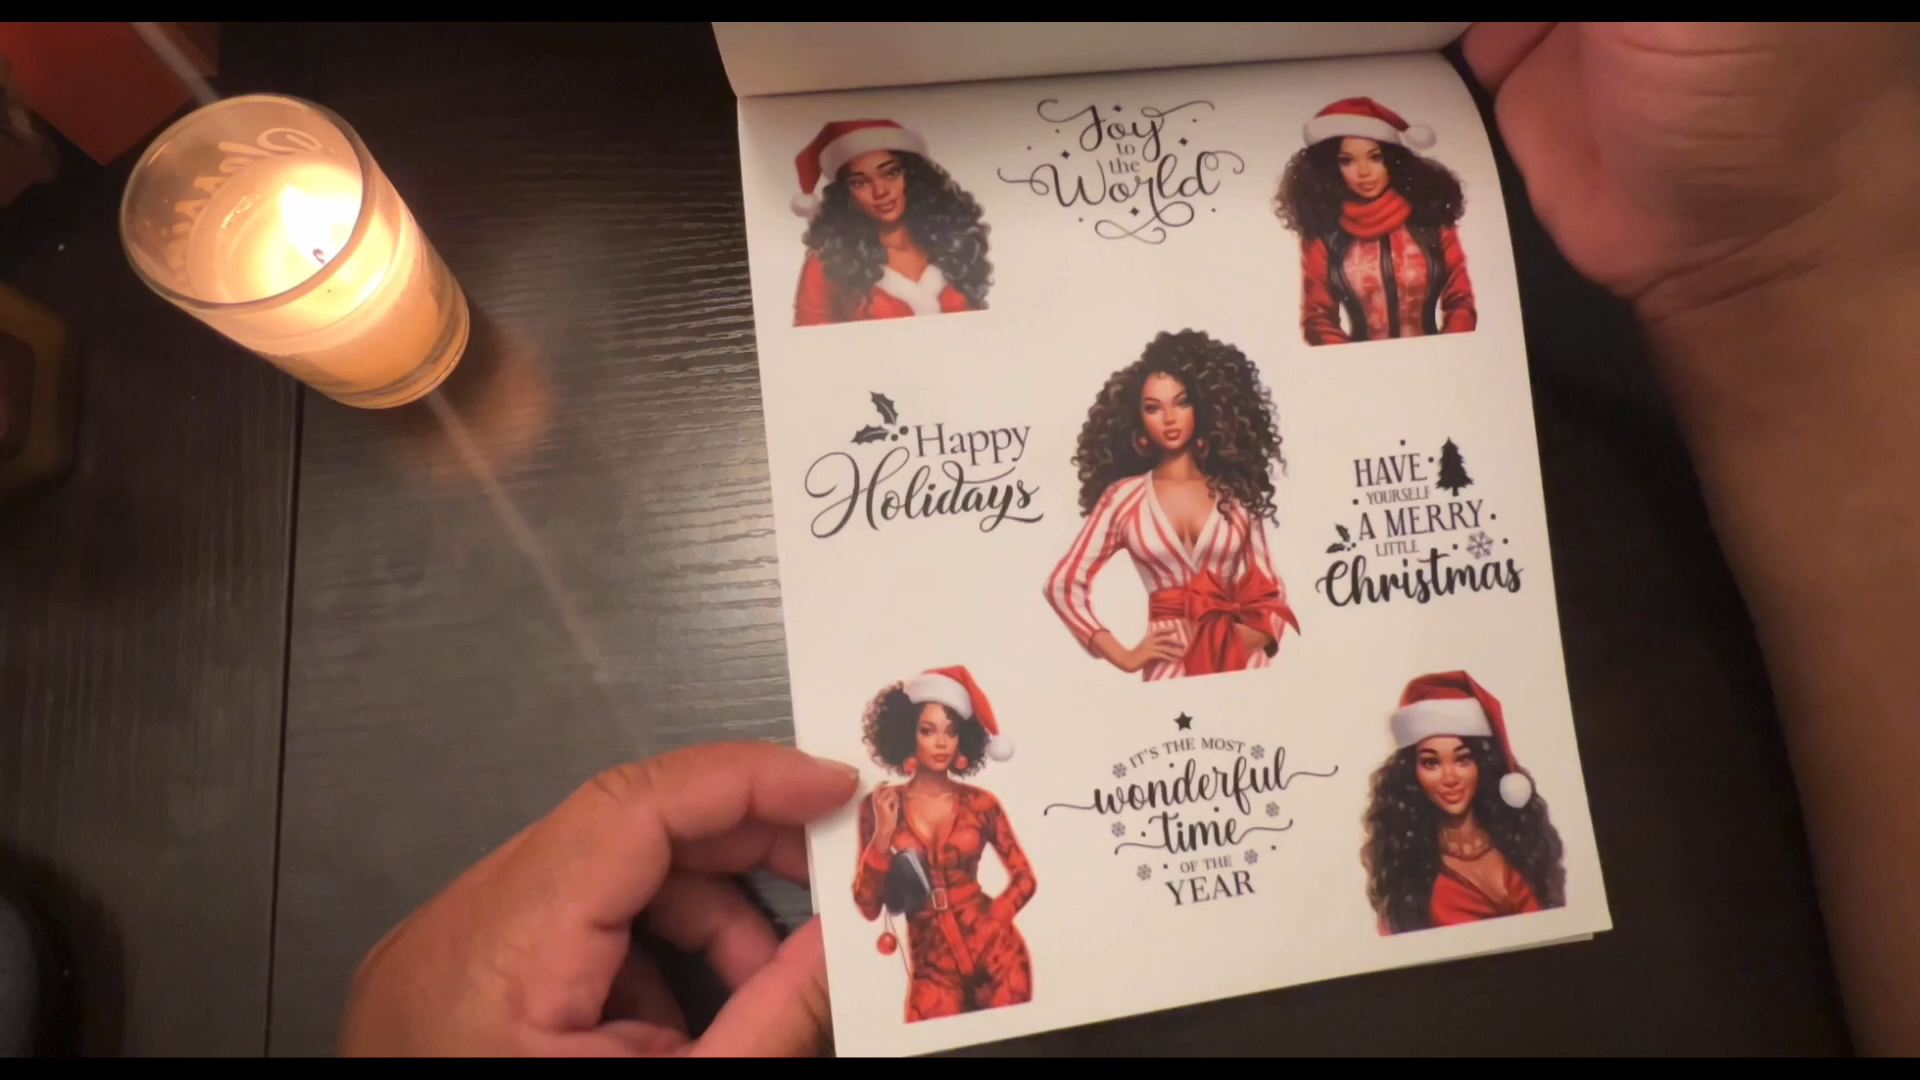 Joy
to
the
World
Happy
Holidays
HAVE
YOURSELF
A MERRY
LITTLE
Christmas
IT'S THE MOST
wonderful
time
OF THE
YEAR